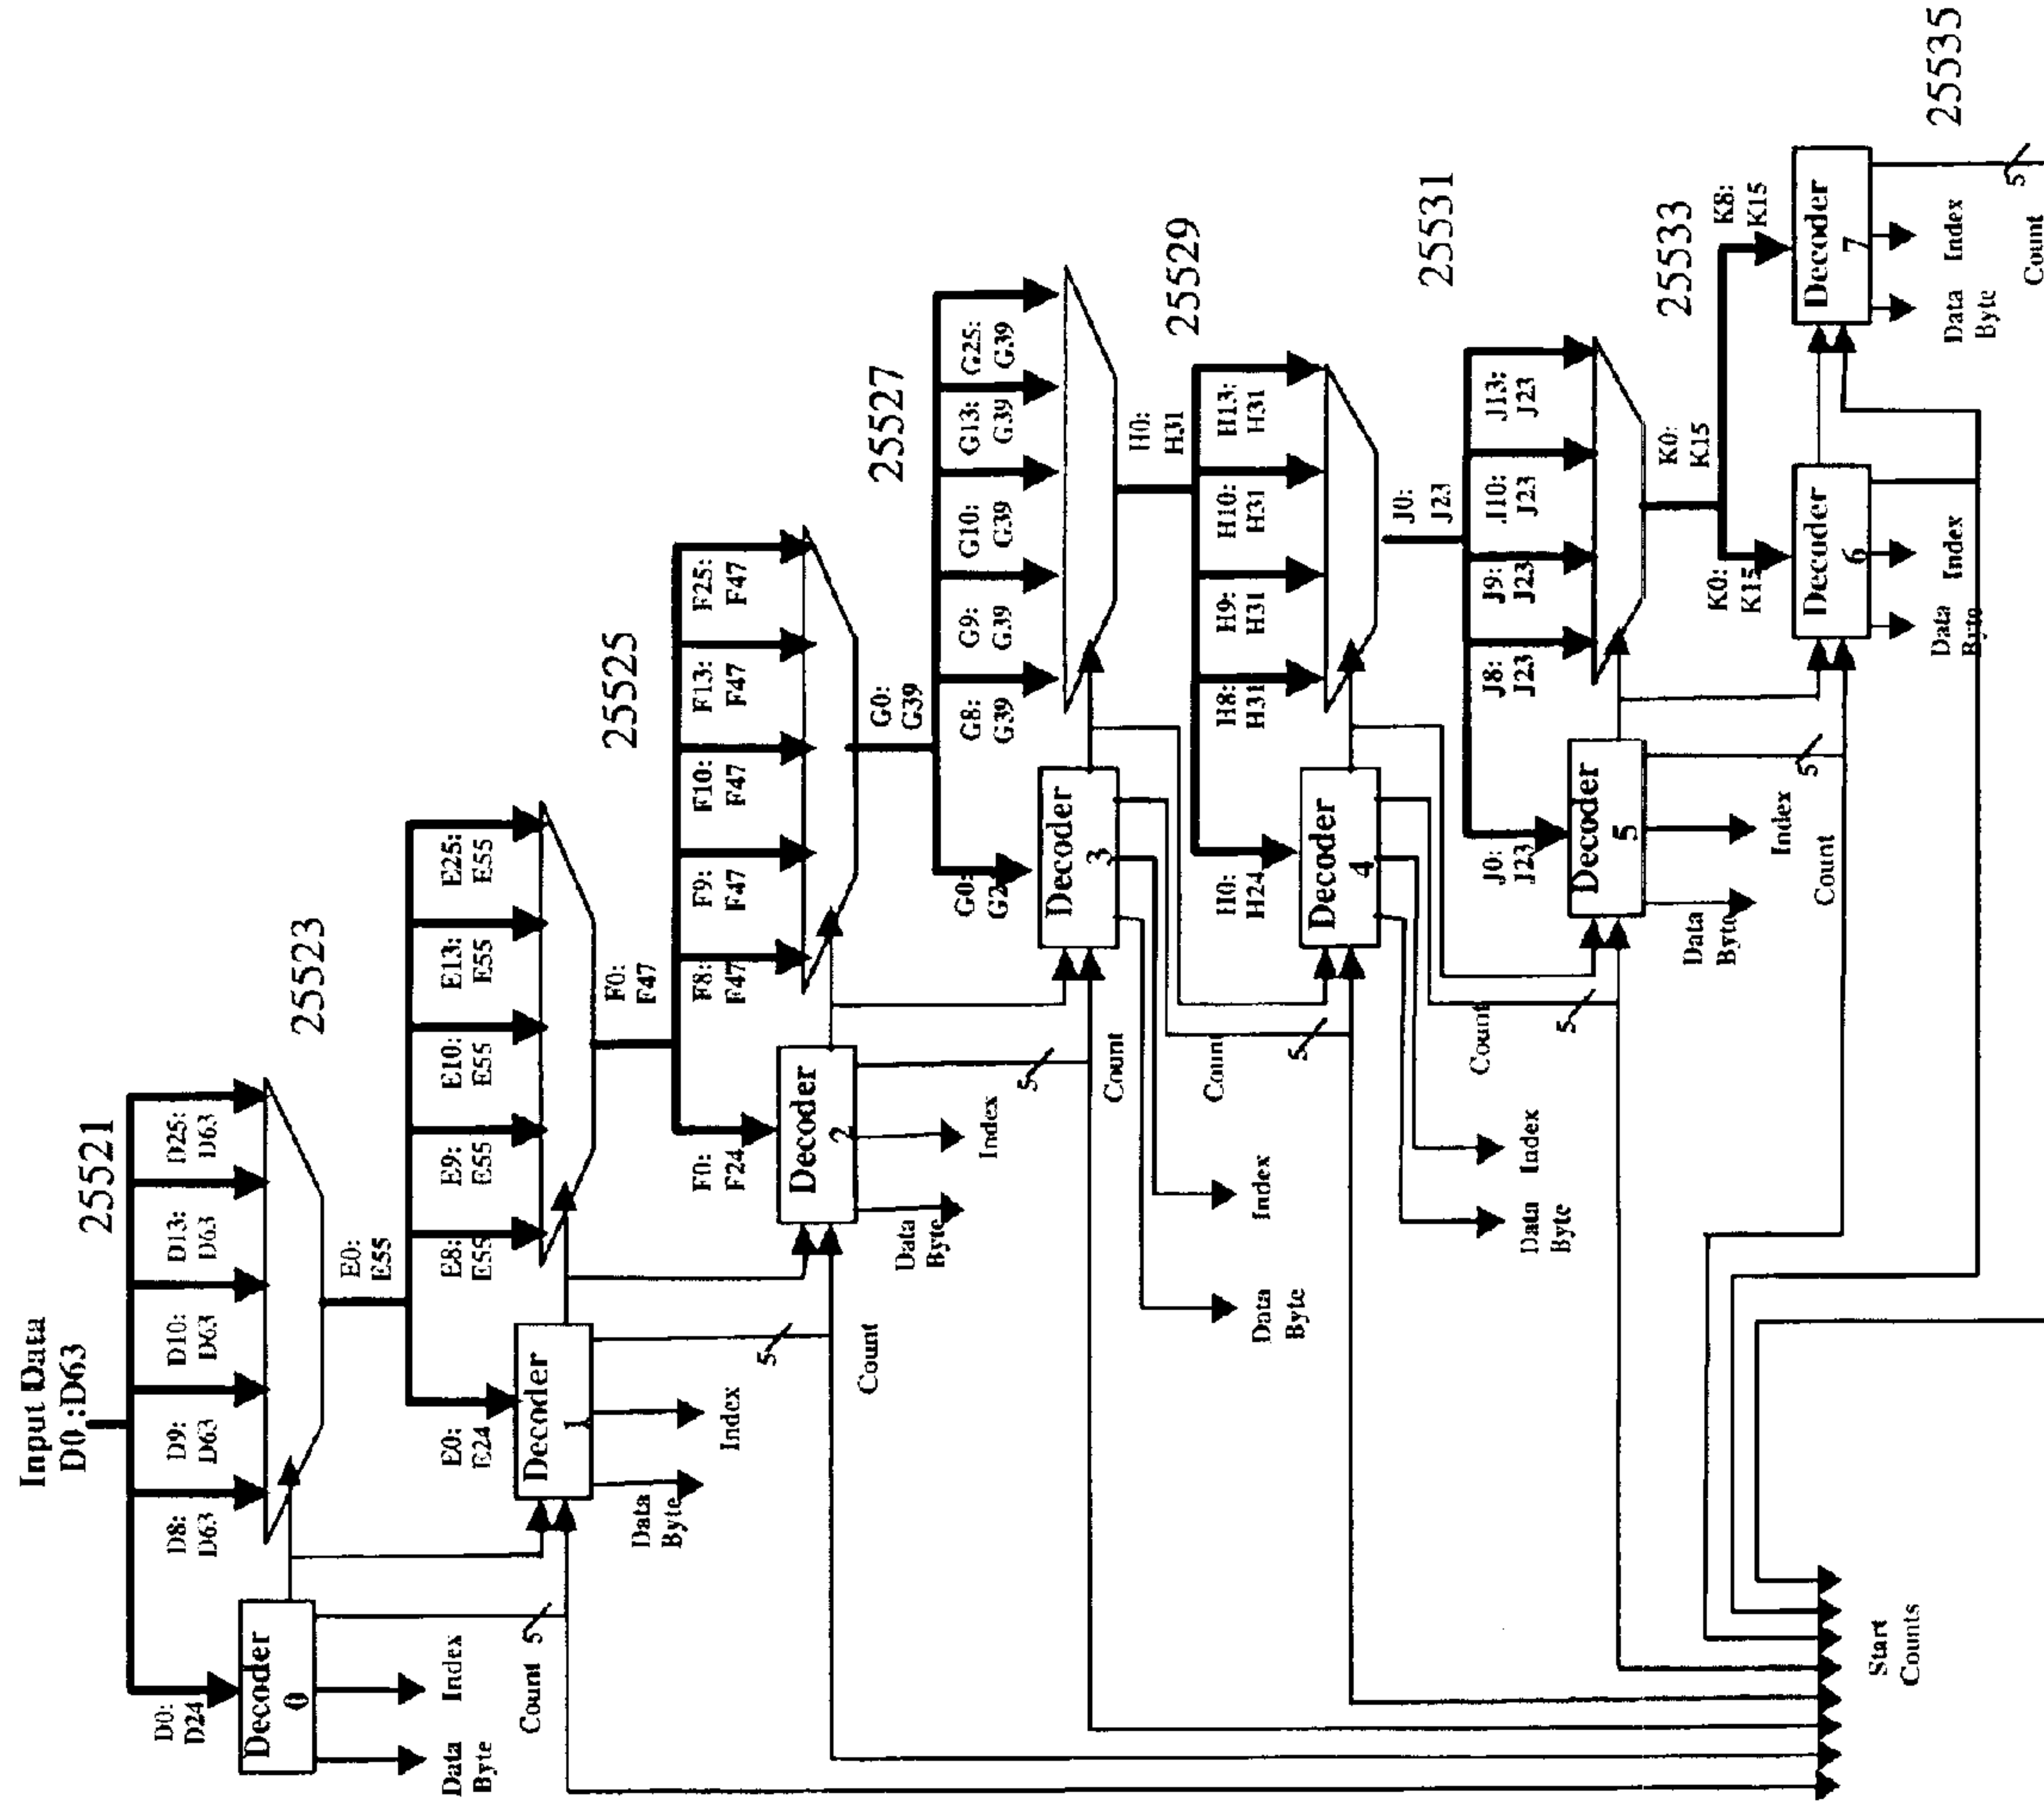 Input Data
D0 :D63
25521
D0:
D24
D8:
D63
D9:
D63
D10:
D63
D13:
D63
D25:
D63
Decoder
0
Data
Byte
Index
Count
5
E0:
E55
25523
E0:
E24
E8:
E55
E9:
E55
E10:
E55
E13:
E55
E25:
E55
Decoder
1
Data
Byte
Index
5
Count
F0:
F47
25525
F0:
F24
F8:
F47
F9:
F47
F10:
F47
F13:
F47
F25:
F47
Decoder
2
Data
Byte
Index
5
Count
G0:
G39
25527
G0:
G8:
G39
G9:
G39
G10:
G39
G13:
G39
G25:
G39
Decoder
3
Data
Byte
Index
Count
5
H0:
H31
25529
H0:
H24
H8:
H31
H9:
H31
H10:
H31
H13:
H31
Decoder
4
Data
Byte
Index
Count
5
J0:
J23
25531
J0:
J23
J8:
J23
J9:
J23
J10:
J23
J13:
J23
Decoder
5
Data
Byte
Index
Count
5
K0:
K15
25533
K0:
K15
K8:
K15
Decoder
6
Data
Byte
Index
Decoder
7
Data
Byte
Index
Count
5
25535
Start
Counts